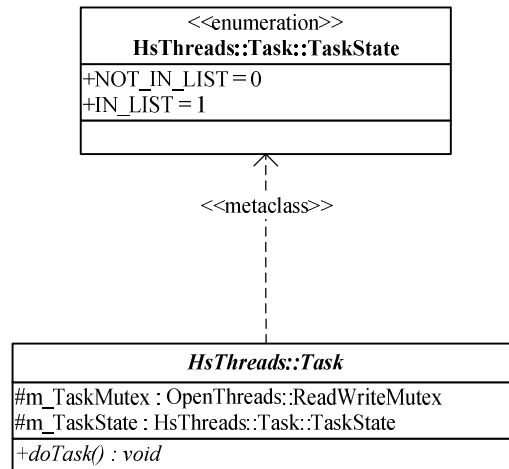 <<enumeration>>
HsThreads::Task::TaskState
+NOT_IN_LIST = 0
+IN_LIST = 1
<<metaclass>>
HsThreads::Task
#m_TaskMutex : OpenThreads::ReadWriteMutex
#m_TaskState : HsThreads::Task::TaskState
+doTask() : void